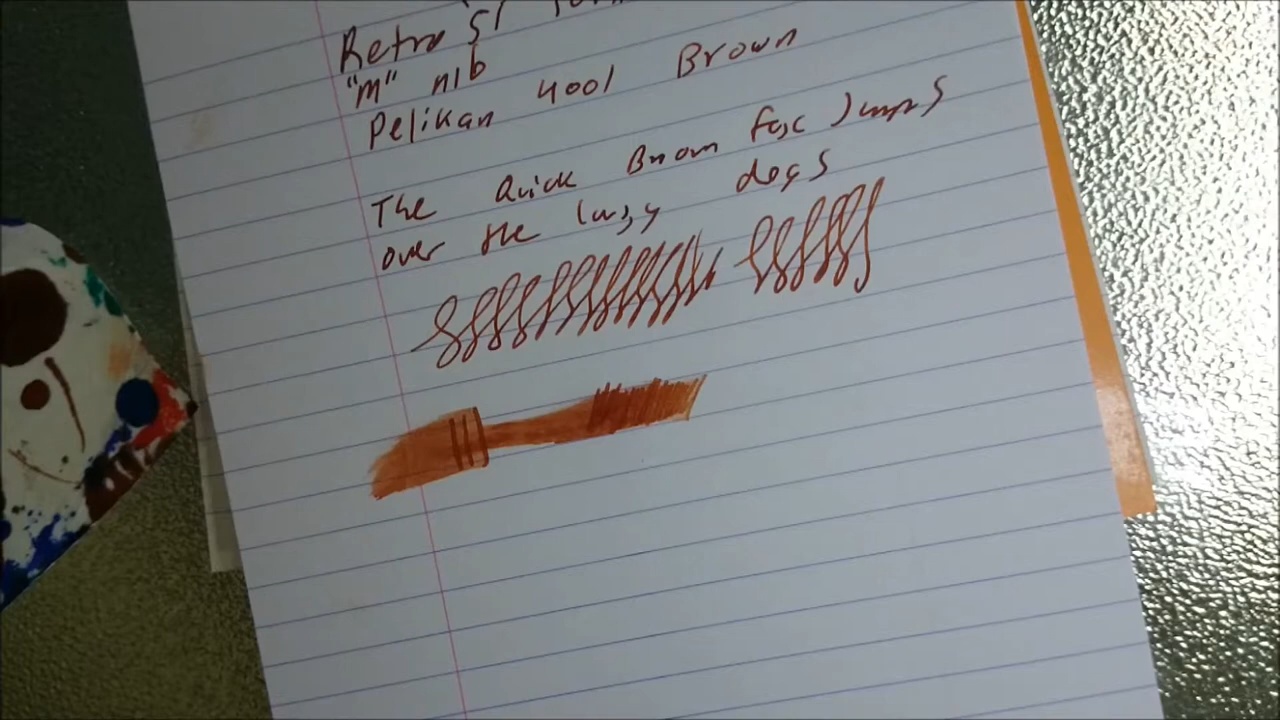 Retro 51
"M" nib
Pelikan 4001 Brown
The Quick Brown Fox Jumps
over the lazy dogs